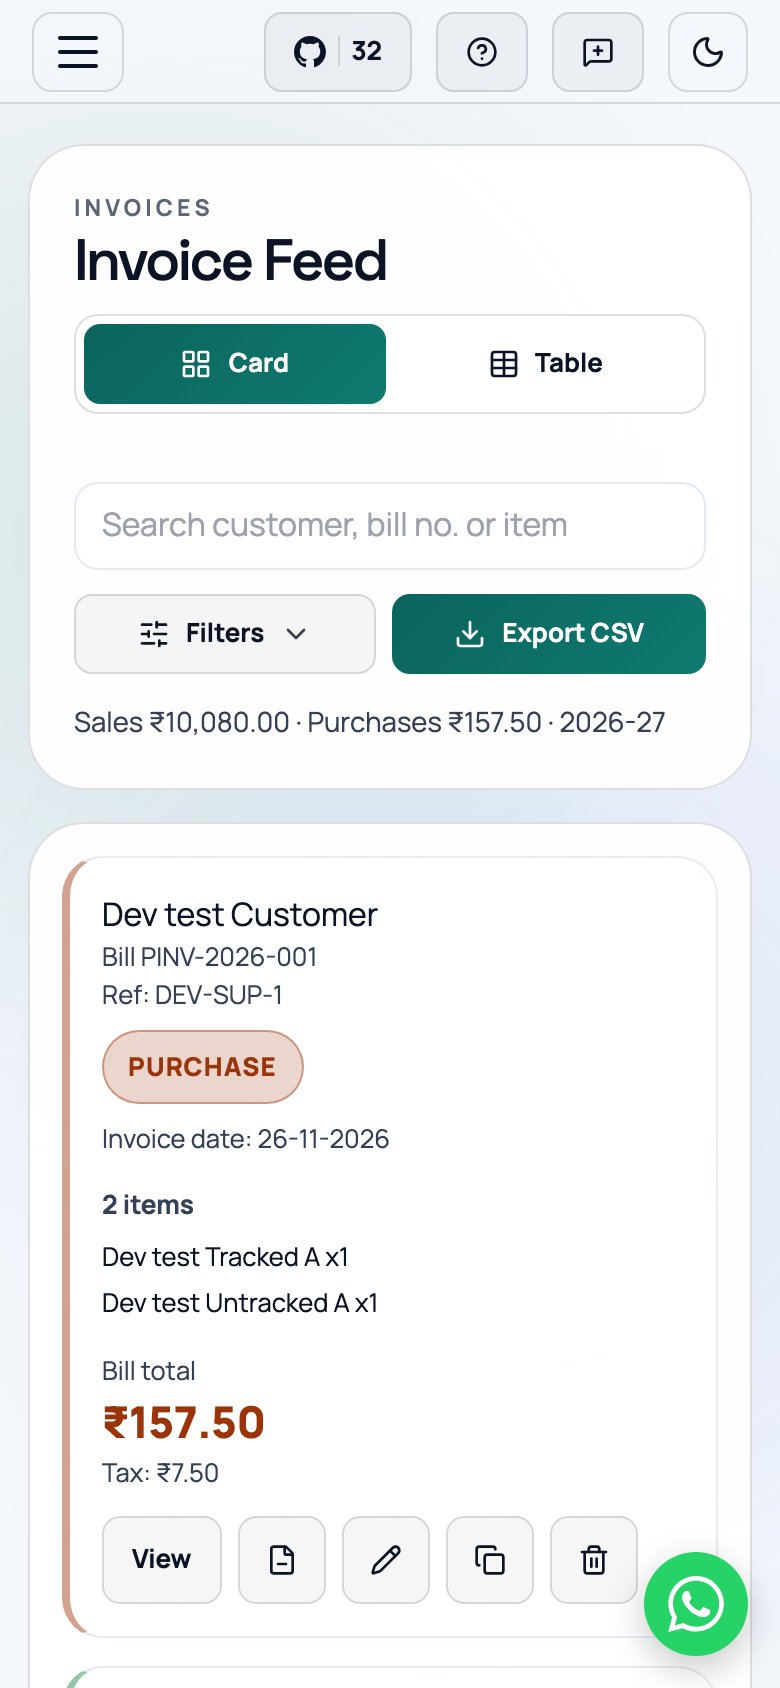 32
INVOICES
Invoice Feed
Card
Table
Search customer, bill no. or item
Filters
Export CSV
Sales ₹10,080.00 · Purchases ₹157.50 · 2026-27
Dev test Customer
Bill PINV-2026-001
Ref: DEV-SUP-1
PURCHASE
Invoice date: 26-11-2026
2 items
Dev test Tracked A x1
Dev test Untracked A x1
Bill total
₹157.50
Tax: ₹7.50
View